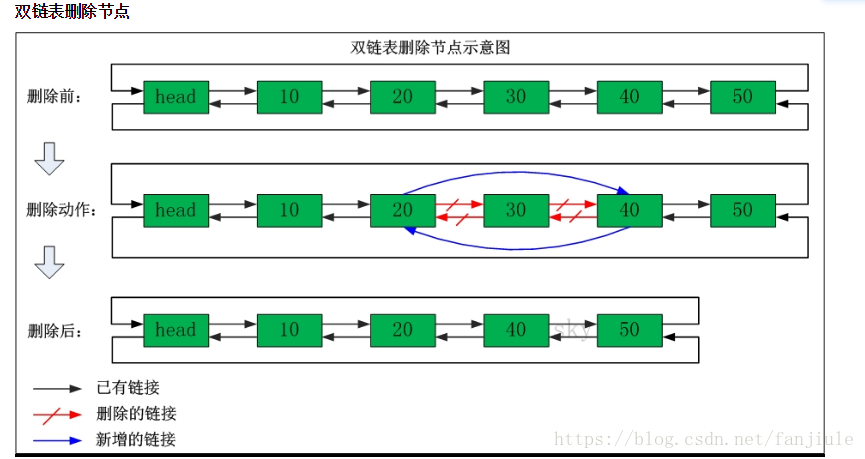 双链表删除节点
双链表删除节点示意图
删除前: head 10 20 30 40 50
删除动作: head 10 20 30 40 50
删除后: head 10 20 40 50
sky
已有链接
删除的链接
新增的链接
https://blog.csdn.net/fanjiule